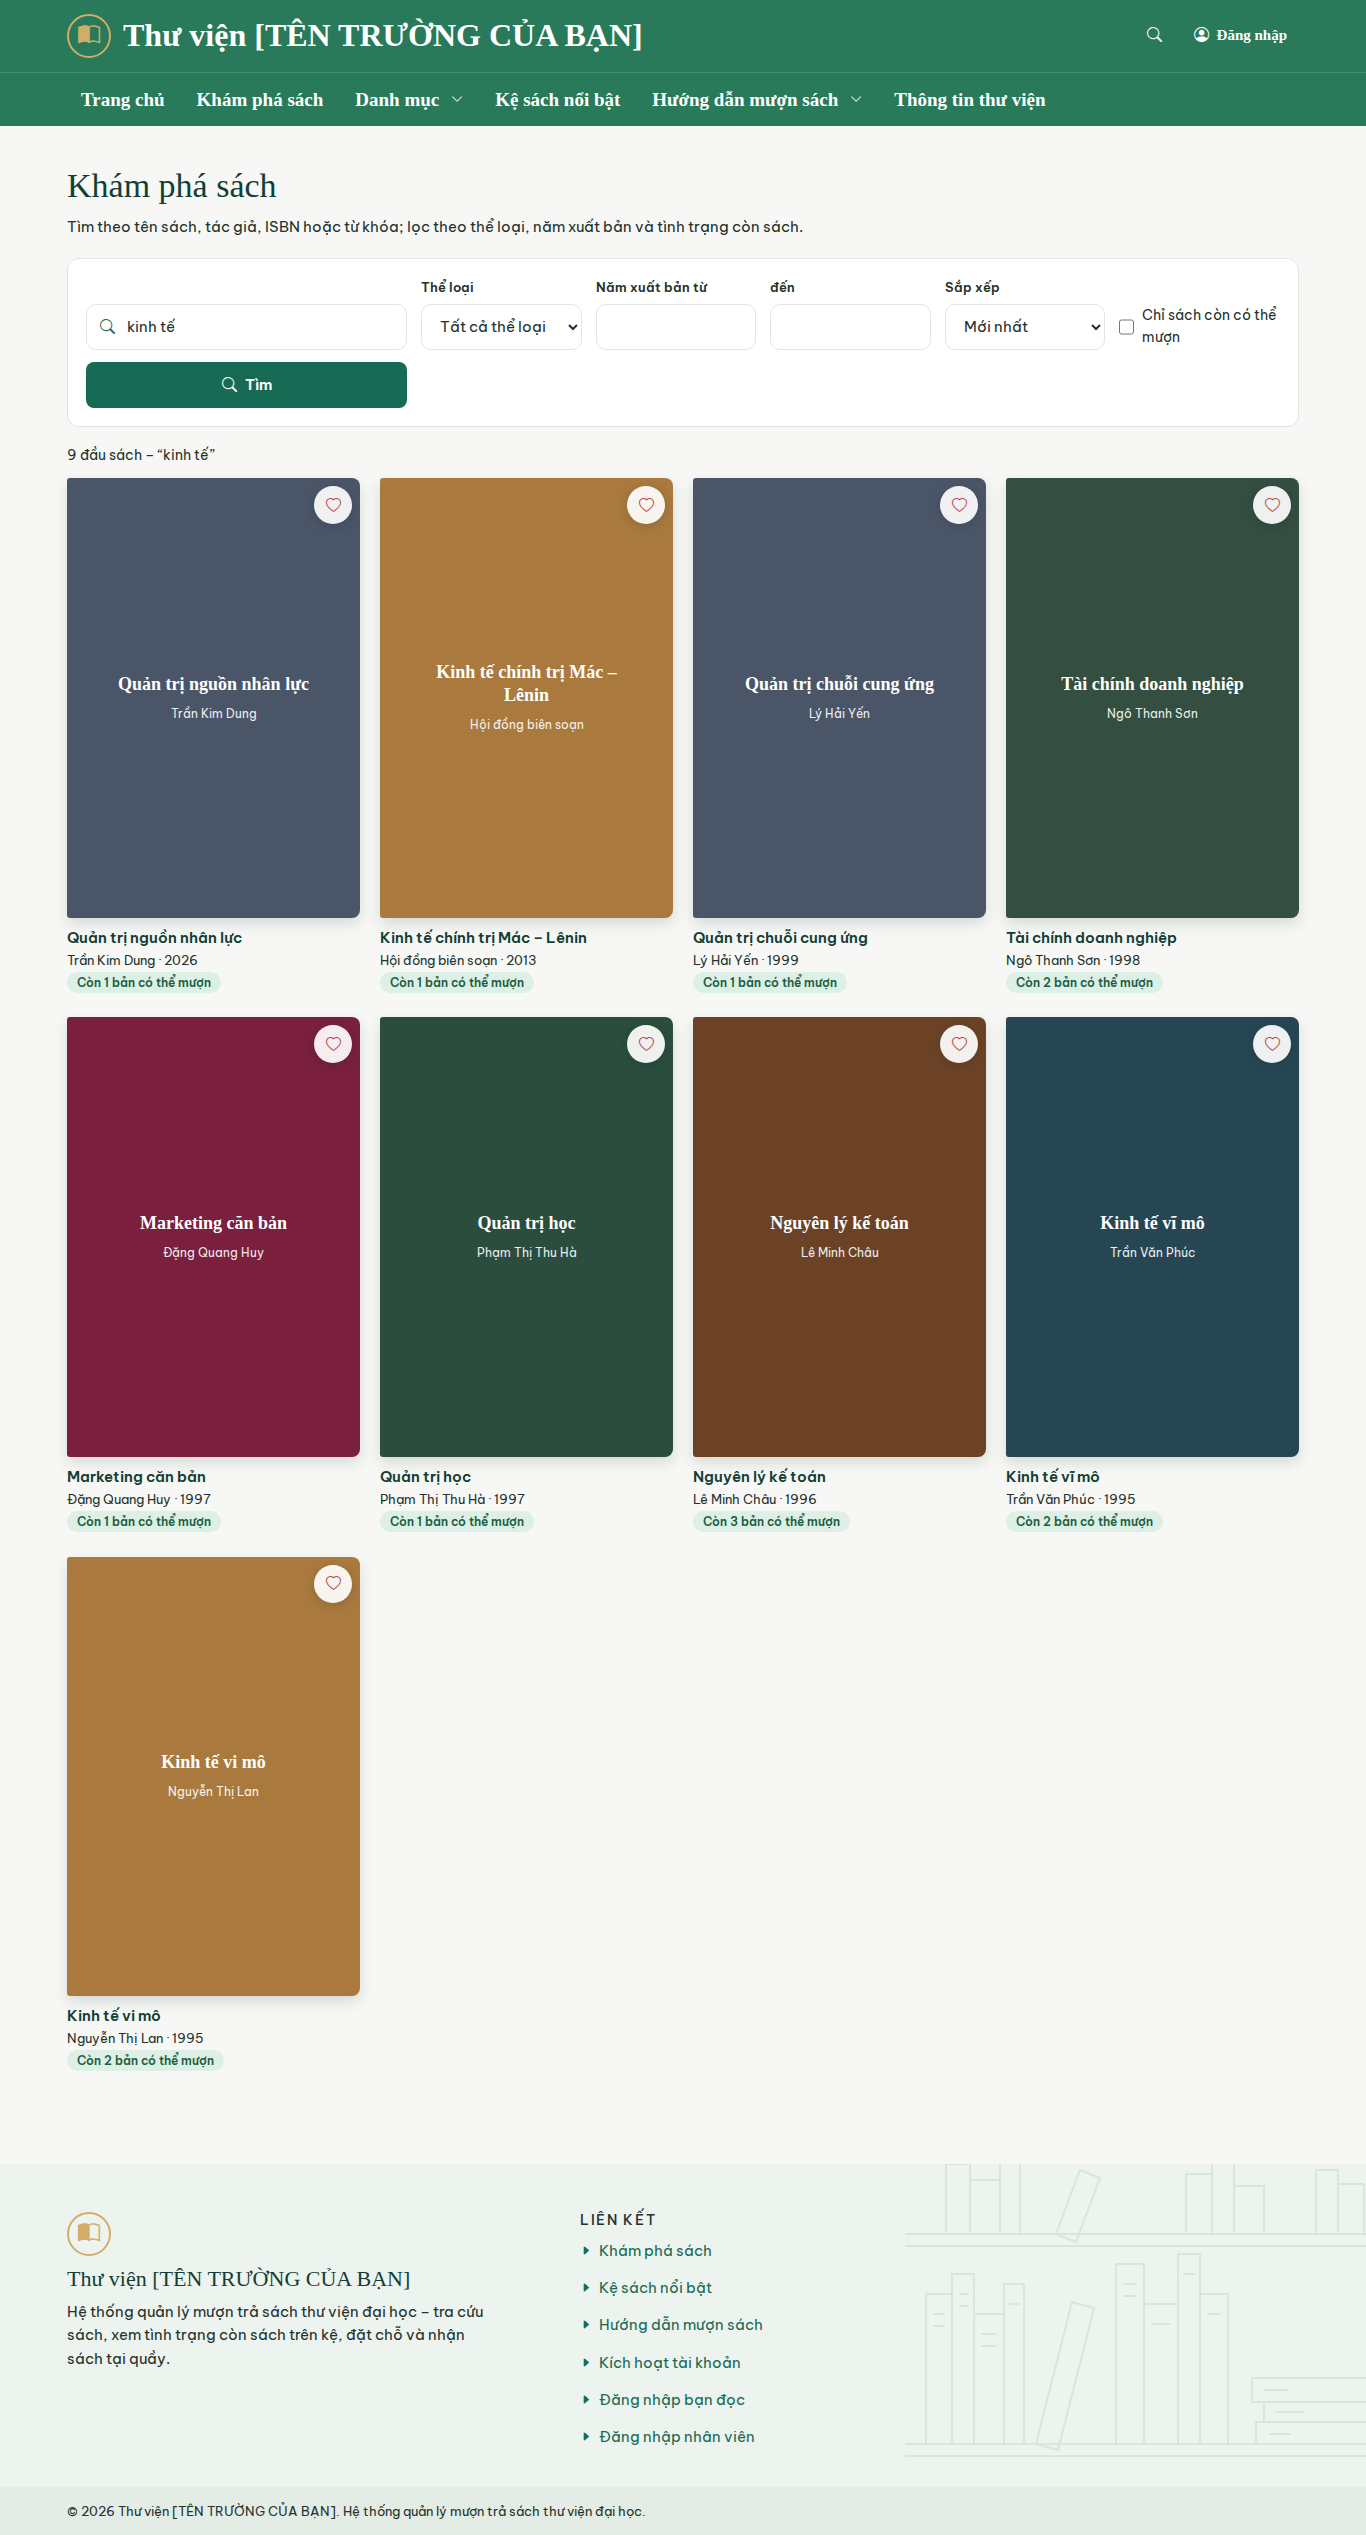 Thư viện [TÊN TRƯỜNG CỦA BẠN]
Đăng nhập
Trang chủ
Khám phá sách
Danh mục
Kệ sách nổi bật
Hướng dẫn mượn sách
Thông tin thư viện
Khám phá sách
Tìm theo tên sách, tác giả, ISBN hoặc từ khóa; lọc theo thể loại, năm xuất bản và tình trạng còn sách.
Thể loại
Năm xuất bản từ
đến
Sắp xếp
kinh tế
Tất cả thể loại
Mới nhất
Chỉ sách còn có thể
mượn
Tìm
9 đầu sách – “kinh tế”
Quản trị nguồn nhân lực
Trần Kim Dung
Kinh tế chính trị Mác –
Lênin
Hội đồng biên soạn
Quản trị chuỗi cung ứng
Lý Hải Yến
Tài chính doanh nghiệp
Ngô Thanh Sơn
Quản trị nguồn nhân lực
Trần Kim Dung · 2026
Còn 1 bản có thể mượn
Kinh tế chính trị Mác – Lênin
Hội đồng biên soạn · 2013
Còn 1 bản có thể mượn
Quản trị chuỗi cung ứng
Lý Hải Yến · 1999
Còn 1 bản có thể mượn
Tài chính doanh nghiệp
Ngô Thanh Sơn · 1998
Còn 2 bản có thể mượn
Marketing căn bản
Đặng Quang Huy
Quản trị học
Phạm Thị Thu Hà
Nguyên lý kế toán
Lê Minh Châu
Kinh tế vĩ mô
Trần Văn Phúc
Marketing căn bản
Đặng Quang Huy · 1997
Còn 1 bản có thể mượn
Quản trị học
Phạm Thị Thu Hà · 1997
Còn 1 bản có thể mượn
Nguyên lý kế toán
Lê Minh Châu · 1996
Còn 3 bản có thể mượn
Kinh tế vĩ mô
Trần Văn Phúc · 1995
Còn 2 bản có thể mượn
Kinh tế vi mô
Nguyễn Thị Lan
Kinh tế vi mô
Nguyễn Thị Lan · 1995
Còn 2 bản có thể mượn
Thư viện [TÊN TRƯỜNG CỦA BẠN]
Hệ thống quản lý mượn trả sách thư viện đại học – tra cứu
sách, xem tình trạng còn sách trên kệ, đặt chỗ và nhận
sách tại quầy.
LIÊN KẾT
Khám phá sách
Kệ sách nổi bật
Hướng dẫn mượn sách
Kích hoạt tài khoản
Đăng nhập bạn đọc
Đăng nhập nhân viên
© 2026 Thư viện [TÊN TRƯỜNG CỦA BẠN]. Hệ thống quản lý mượn trả sách thư viện đại học.